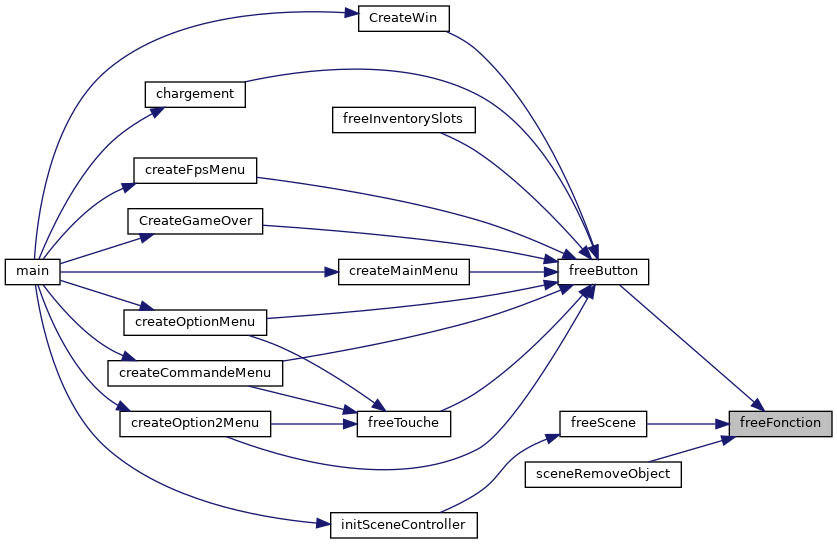 CreateWin
chargement
freeInventorySlots
createFpsMenu
CreateGameOver
main
createMainMenu
freeButton
createOptionMenu
createCommandeMenu
createOption2Menu
freeTouche
freeScene
freeFonction
sceneRemoveObject
initSceneController